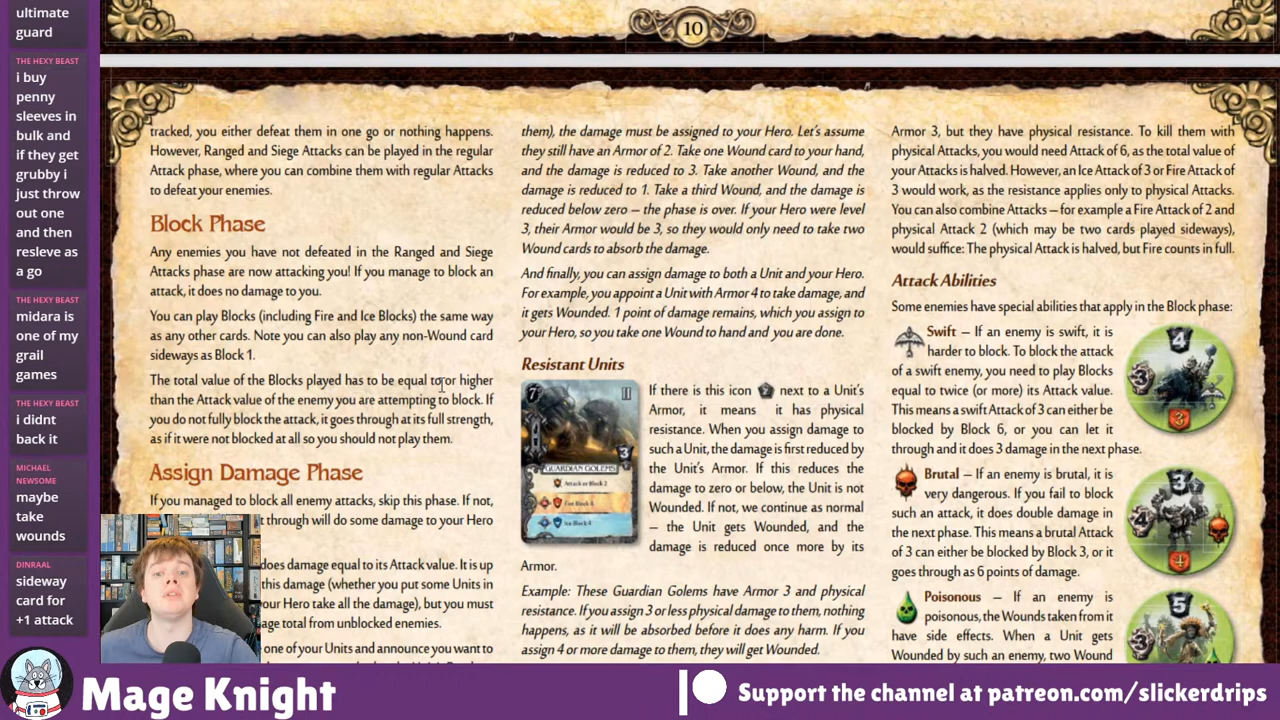 ultimate
guard
THE HEXY BEAST
i buy
penny
sleeves in
bulk and
if they get
grubby i
just throw
out one
and then
resleve as
a go
THE HEXY BEAST
midara is
one of my
grail
games
THE HEXY BEAST
i didnt
back it
MICHAEL
NEWSOME
maybe
take
wounds
DINRAAL
sideway
card for
+1 attack
10
tracked, you either defeat them in one go or nothing happens.
However, Ranged and Siege Attacks can be played in the regular
Attack phase, where you can combine them with regular Attacks
to defeat your enemies.
Block Phase
Any enemies you have not defeated in the Ranged and Siege
Attacks phase are now attacking you! If you manage to block an
attack, it does no damage to you.
You can play Blocks (including Fire and Ice Blocks) the same way
as any other cards. Note you can also play any non-Wound card
sideways as Block 1.
The total value of the Blocks played has to be equal to or higher
than the Attack value of the enemy you are attempting to block. If
you do not fully block the attack, it goes through at its full strength,
as if it were not blocked at all so you should not play them.
Assign Damage Phase
If you managed to block all enemy attacks, skip this phase. If not,
t through will do some damage to your Hero
does damage equal to its Attack value. It is up
this damage (whether you put some Units in
our Hero take all the damage), but you must
age total from unblocked enemies.
one of your Units and announce you want to
them), the damage must be assigned to your Hero. Let's assume
they still have an Armor of 2. Take one Wound card to your hand,
and the damage is reduced to 3. Take another Wound, and the
damage is reduced to 1. Take a third Wound, and the damage is
reduced below zero – the phase is over. If your Hero were level
3, their Armor would be 3, so they would only need to take two
Wound cards to absorb the damage.
And finally, you can assign damage to both a Unit and your Hero.
For example, you appoint a Unit with Armor 4 to take damage, and
it gets Wounded. 1 point of damage remains, which you assign to
your Hero, so you take one Wound to hand and you are done.
Resistant Units
7
II
3
GUARDIAN GOLEMS
Attack or Block 2
Fire Block 4
Ice Block 4
If there is this icon next to a Unit's
Armor, it means it has physical
resistance. When you assign damage to
such a Unit, the damage is first reduced by
the Unit's Armor. If this reduces the
damage to zero or below, the Unit is not
Wounded. If not, we continue as normal
– the Unit gets Wounded, and the
damage is reduced once more by its
Armor.
Example: These Guardian Golems have Armor 3 and physical
resistance. If you assign 3 or less physical damage to them, nothing
happens, as it will be absorbed before it does any harm. If you
assign 4 or more damage to them, they will get Wounded.
Armor 3, but they have physical resistance. To kill them with
physical Attacks, you would need Attack of 6, as the total value of
your Attacks is halved. However, an Ice Attack of 3 or Fire Attack of
3 would work, as the resistance applies only to physical Attacks.
You can also combine Attacks – for example a Fire Attack of 2 and
physical Attack 2 (which may be two cards played sideways),
would suffice: The physical Attack is halved, but Fire counts in full.
Attack Abilities
Some enemies have special abilities that apply in the Block phase:
Swift – If an enemy is swift, it is
harder to block. To block the attack
of a swift enemy, you need to play Blocks
equal to twice (or more) its Attack value.
This means a swift Attack of 3 can either be
blocked by Block 6, or you can let it
through and it does 3 damage in the next phase.
4
3
3
Brutal – If an enemy is brutal, it is
very dangerous. If you fail to block
such an attack, it does double damage in
the next phase. This means a brutal Attack
of 3 can either be blocked by Block 3, or it
goes through as 6 points of damage.
3
4
4
Poisonous – If an enemy is
poisonous, the Wounds taken from it
have side effects. When a Unit gets
Wounded by such an enemy, two Wound
5
3
Mage Knight
Support the channel at patreon.com/slickerdrips